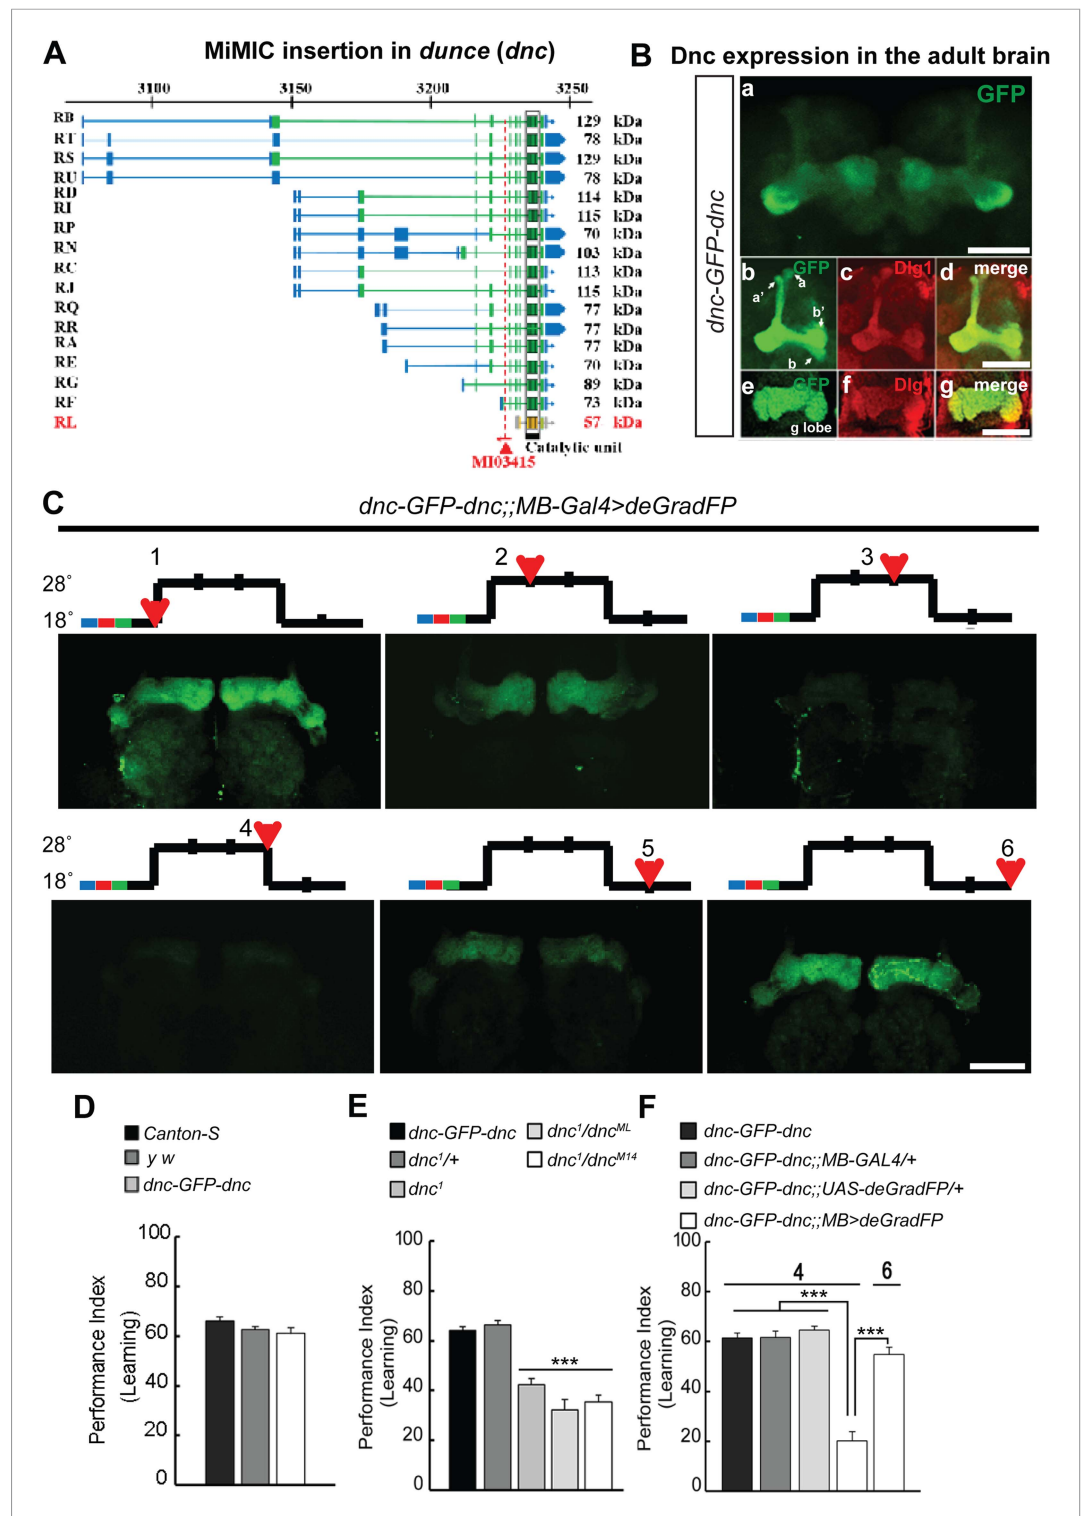 A MiMIC insertion in dunce (dnc)
3100 3150 3200 3250
RB 129 kDa
RT 78 kDa
RS 129 kDa
RU 78 kDa
RD 114 kDa
RI 115 kDa
RP 70 kDa
RN 103 kDa
RC 113 kDa
RJ 115 kDa
RQ 77 kDa
RR 77 kDa
RA 77 kDa
RE 70 kDa
RG 89 kDa
RF 73 kDa
RL 57 kDa
Catalytic unit
MI03415
B Dnc expression in the adult brain
dnc-GFP-dnc
a GFP
b GFP a a' b' b
c Dlg1
d merge
e GFP g lobe
f Dlg1
g merge
C dnc-GFP-dnc;;MB-Gal4>deGradFP
28°
18°
1
2
3
28°
18°
4
5
6
D
Canton-S
y w
dnc-GFP-dnc
Performance Index
(Learning)
100
80
60
40
20
0
E
dnc-GFP-dnc
dnc¹/+
dnc¹
dnc¹/dncᴹᴸ
dnc¹/dncᴹ¹⁴
Performance Index
(Learning)
100
80
60
40
20
0
***
F
dnc-GFP-dnc
dnc-GFP-dnc;;MB-GAL4/+
dnc-GFP-dnc;;UAS-deGradFP/+
dnc-GFP-dnc;;MB>deGradFP
Performance Index
(Learning)
100
80
60
40
20
0
4 6
***
***